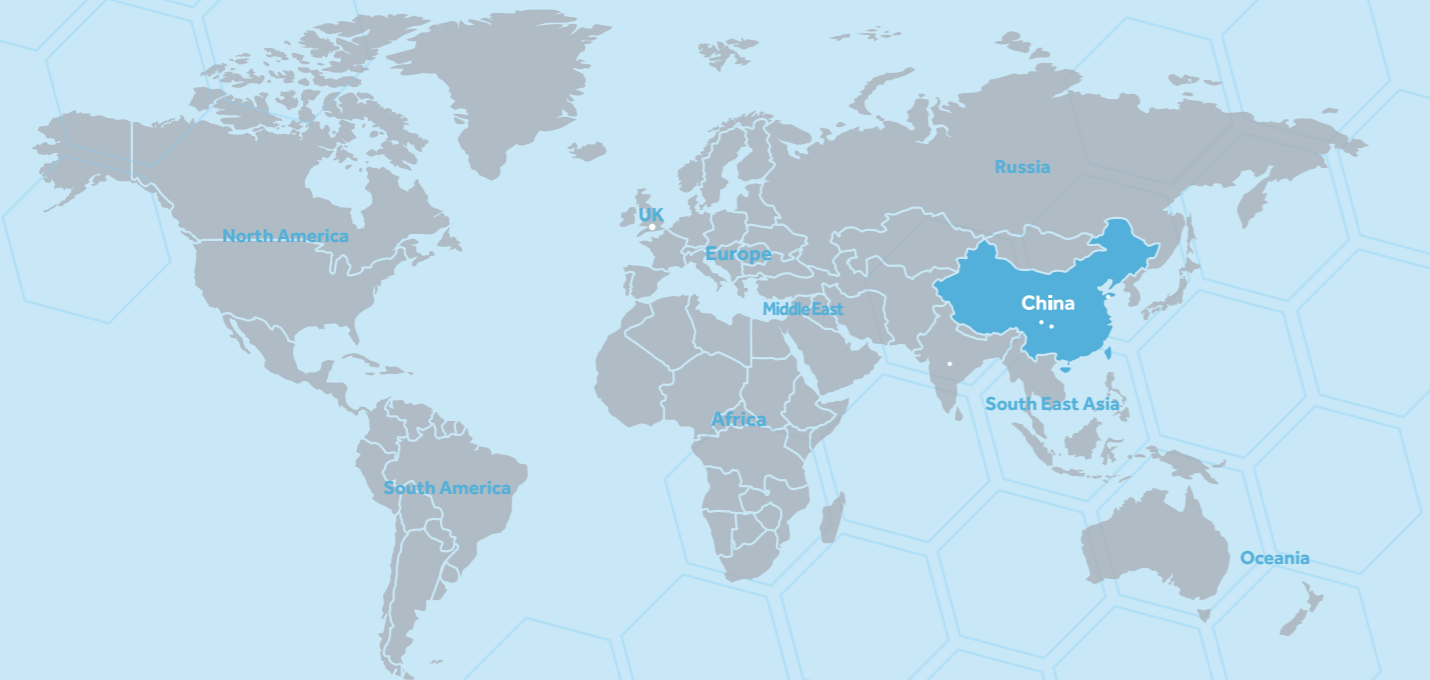 Russia
UK
North America
Europe
China
Middle East
South East Asia
Africa
South America
Oceania